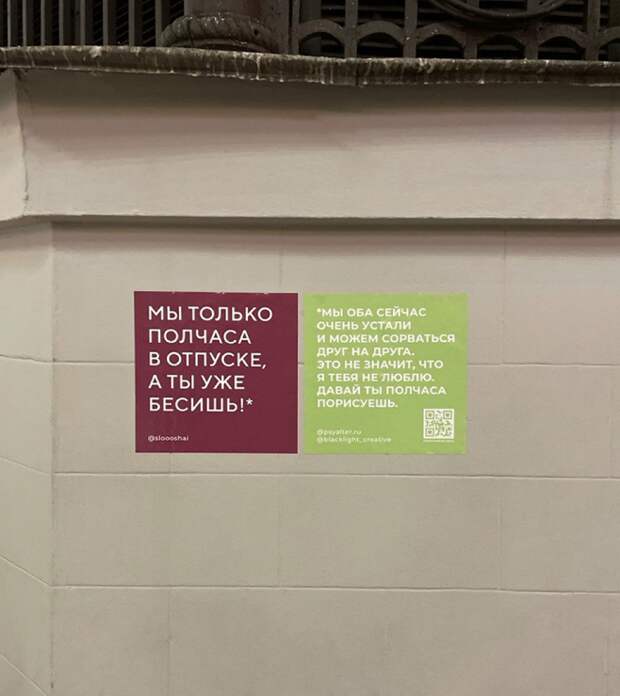 МЫ ТОЛЬКО
ПОЛЧАСА
В ОТПУСКЕ,
А ТЫ УЖЕ
БЕСИШЬ!*
@sloooshai
*МЫ ОБА СЕЙЧАС
ОЧЕНЬ УСТАЛИ
И МОЖЕМ СОРВАТЬСЯ
ДРУГ НА ДРУГА.
ЭТО НЕ ЗНАЧИТ, ЧТО
Я ТЕБЯ НЕ ЛЮБЛЮ.
ДАВАЙ ТЫ ПОЛЧАСА
ПОРИСУЕШЬ.
@psyalter.ru
@blacklight_creative